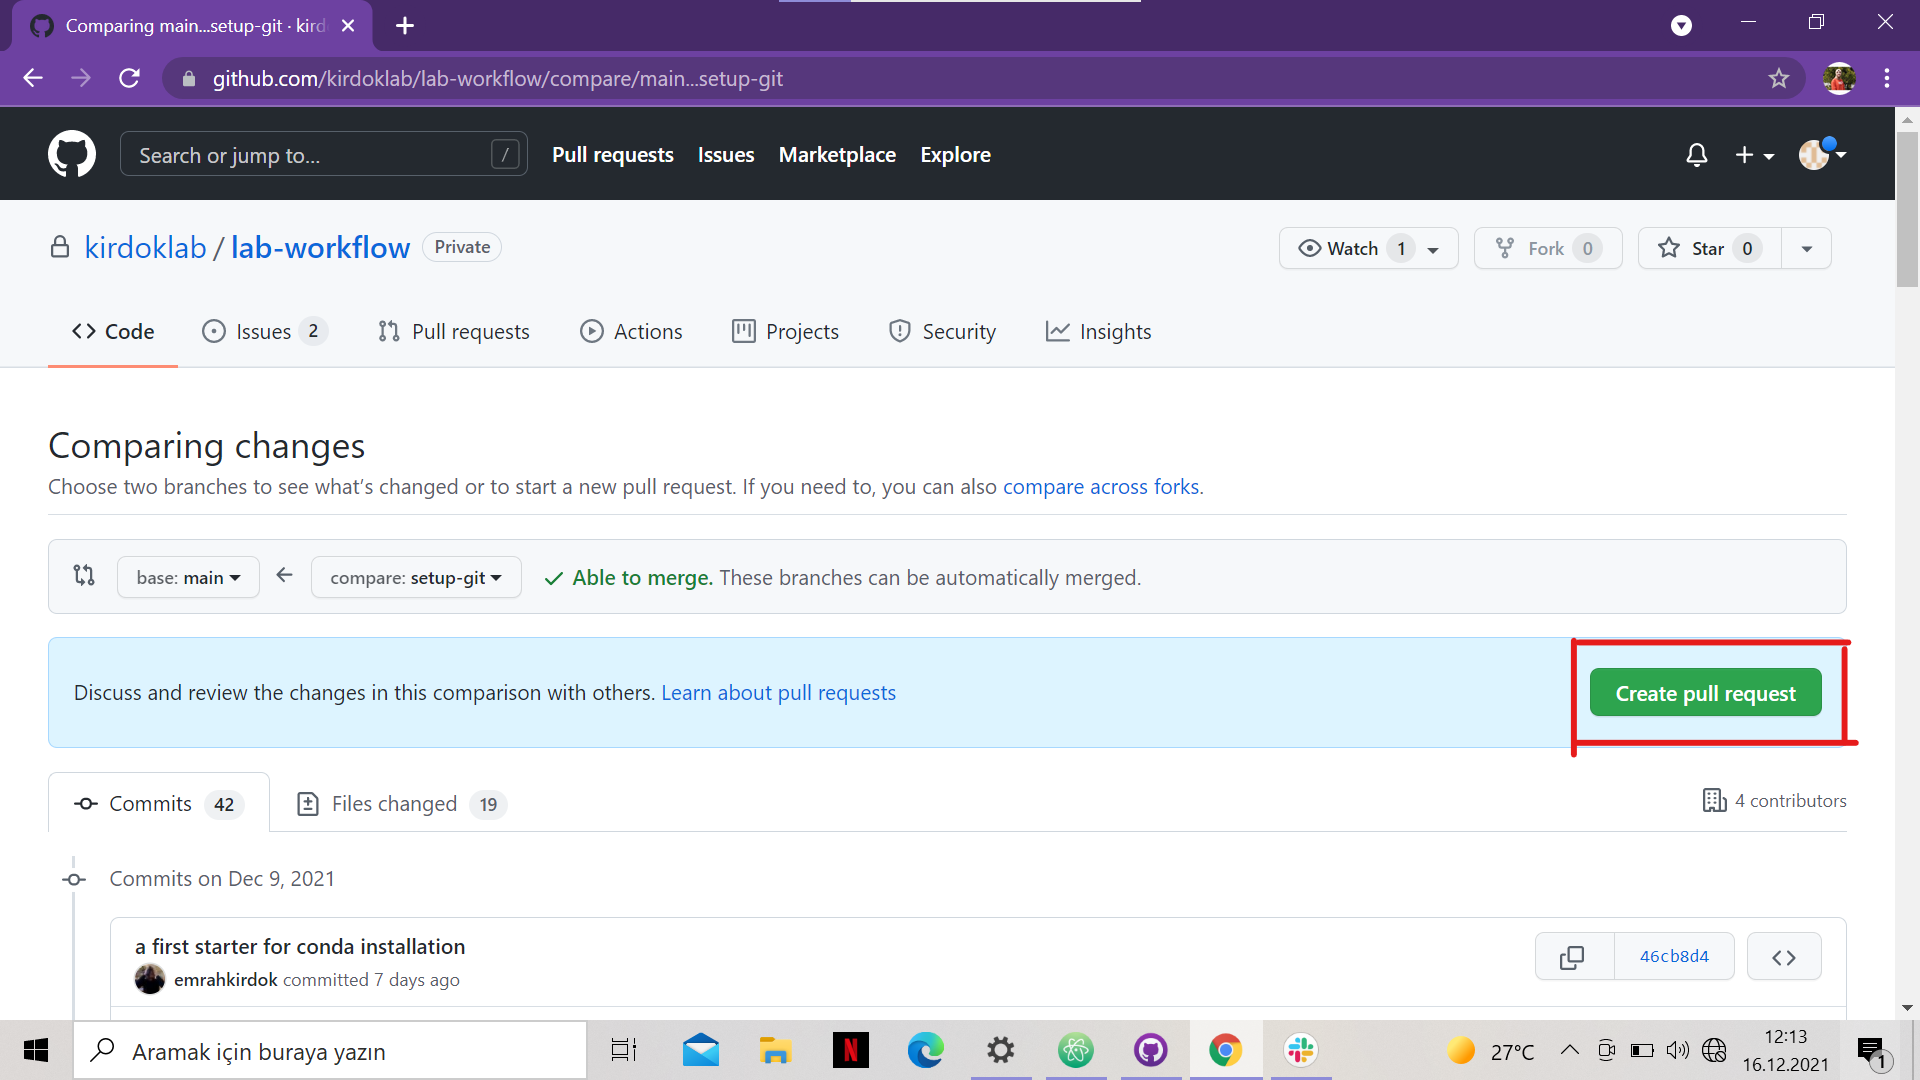 Comparing main...setup-git · kird
github.com/kirdoklab/lab-workflow/compare/main...setup-git
Search or jump to... /
Pull requests Issues Marketplace Explore
kirdoklab / lab-workflow Private
Watch 1 Fork 0 Star 0
Code Issues 2 Pull requests Actions Projects Security Insights
Comparing changes
Choose two branches to see what's changed or to start a new pull request. If you need to, you can also compare across forks.
base: main compare: setup-git Able to merge. These branches can be automatically merged.
Discuss and review the changes in this comparison with others. Learn about pull requests
Create pull request
Commits 42 Files changed 19
4 contributors
Commits on Dec 9, 2021
a first starter for conda installation
emrahkirdok committed 7 days ago
46cb8d4
Aramak için buraya yazın
N
27°C
12:13
16.12.2021
1